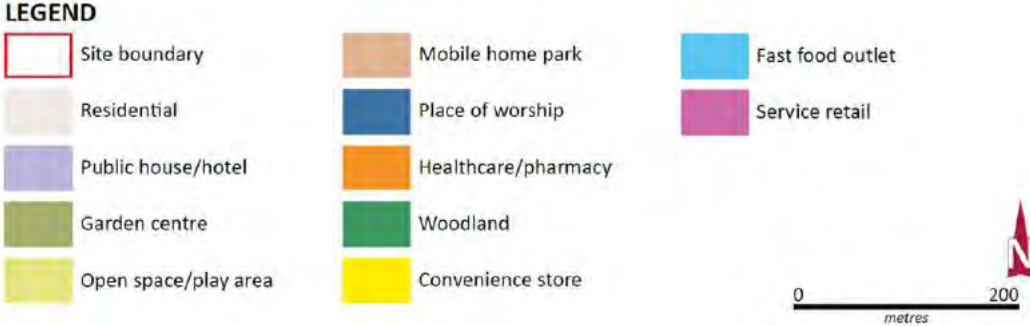 LEGEND
Site boundary
Residential
Public house/hotel
Garden centre
Open space/play area
Mobile home park
Place of worship
Healthcare/pharmacy
Woodland
Convenience store
Fast food outlet
Service retail
N
0 200
metres